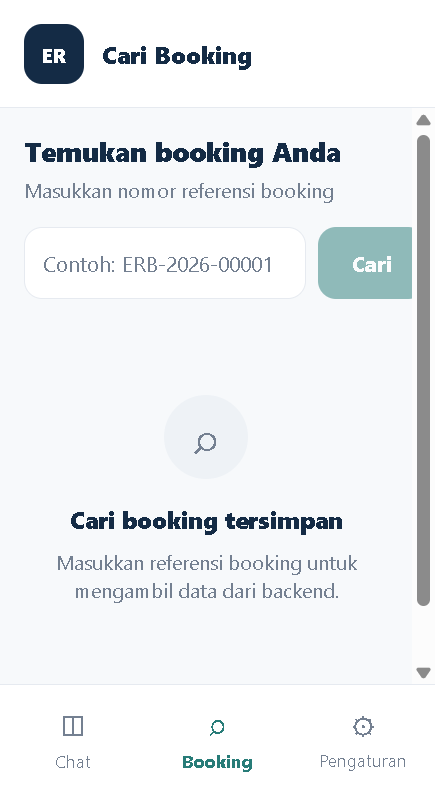 ER
Cari Booking
Temukan booking Anda
Masukkan nomor referensi booking
Contoh: ERB-2026-00001
Cari
Cari booking tersimpan
Masukkan referensi booking untuk
mengambil data dari backend.
Chat
Booking
Pengaturan